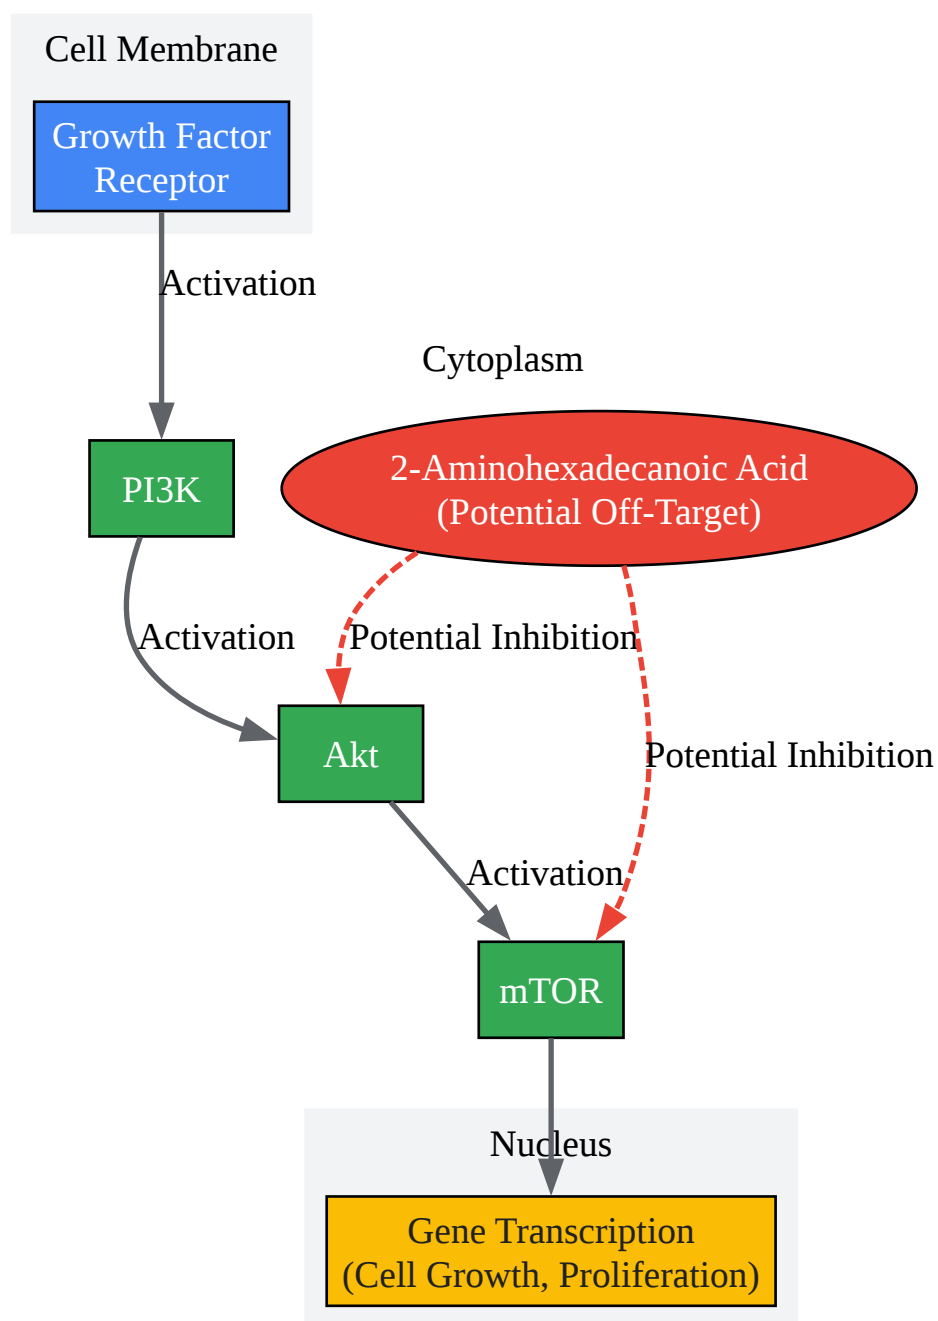 Cell Membrane
Growth Factor
Receptor
Activation
Cytoplasm
2-Aminohexadecanoic Acid
(Potential Off-Target)
PI3K
Activation
Potential Inhibition
Akt
Potential Inhibition
Activation
mTOR
Nucleus
Gene Transcription
(Cell Growth, Proliferation)